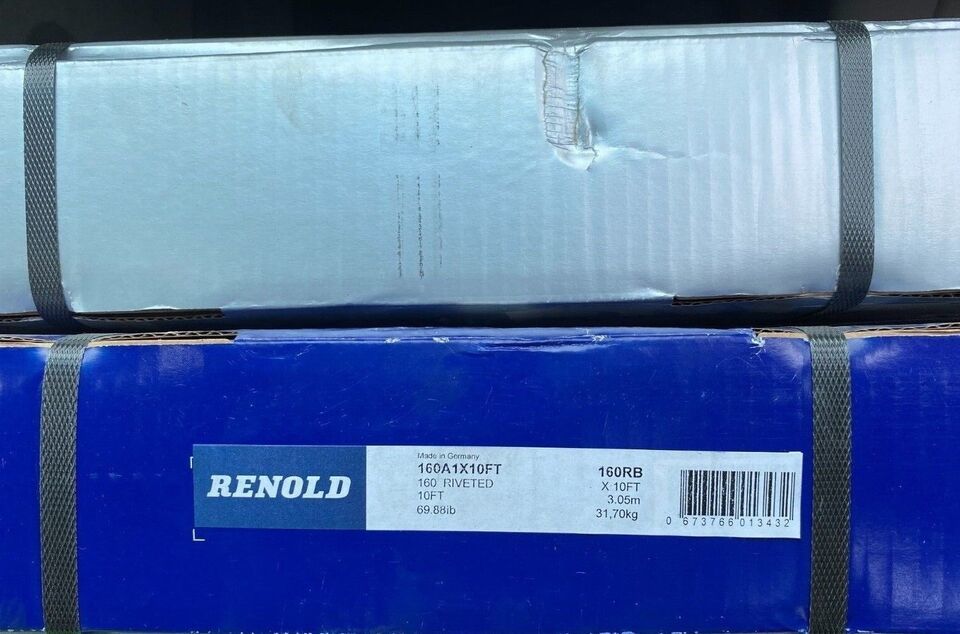 RENOLD
Made in Germany
160A1X10FT
160 RIVETED
10FT
69.88lb
160RB
X 10FT
3.05m
31,70kg
0 673766 013432